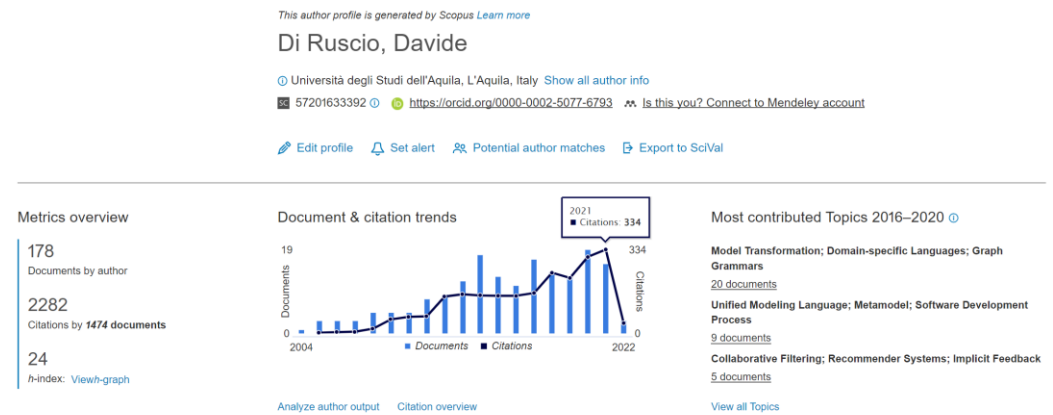 This author profile is generated by Scopus Learn more
Di Ruscio, Davide
Università degli Studi dell'Aquila, L'Aquila, Italy Show all author info
SC 57201633392 https://orcid.org/0000-0002-5077-6793 Is this you? Connect to Mendeley account
Edit profile Set alert Potential author matches Export to SciVal
Metrics overview
178
Documents by author
2282
Citations by 1474 documents
24
h-index: Viewh-graph
Document & citation trends
2021
Citations: 334
19
334
Documents
Citations
0
0
2004
Documents Citations
2022
Analyze author output Citation overview
Most contributed Topics 2016–2020
Model Transformation; Domain-specific Languages; Graph
Grammars
20 documents
Unified Modeling Language; Metamodel; Software Development
Process
9 documents
Collaborative Filtering; Recommender Systems; Implicit Feedback
5 documents
View all Topics